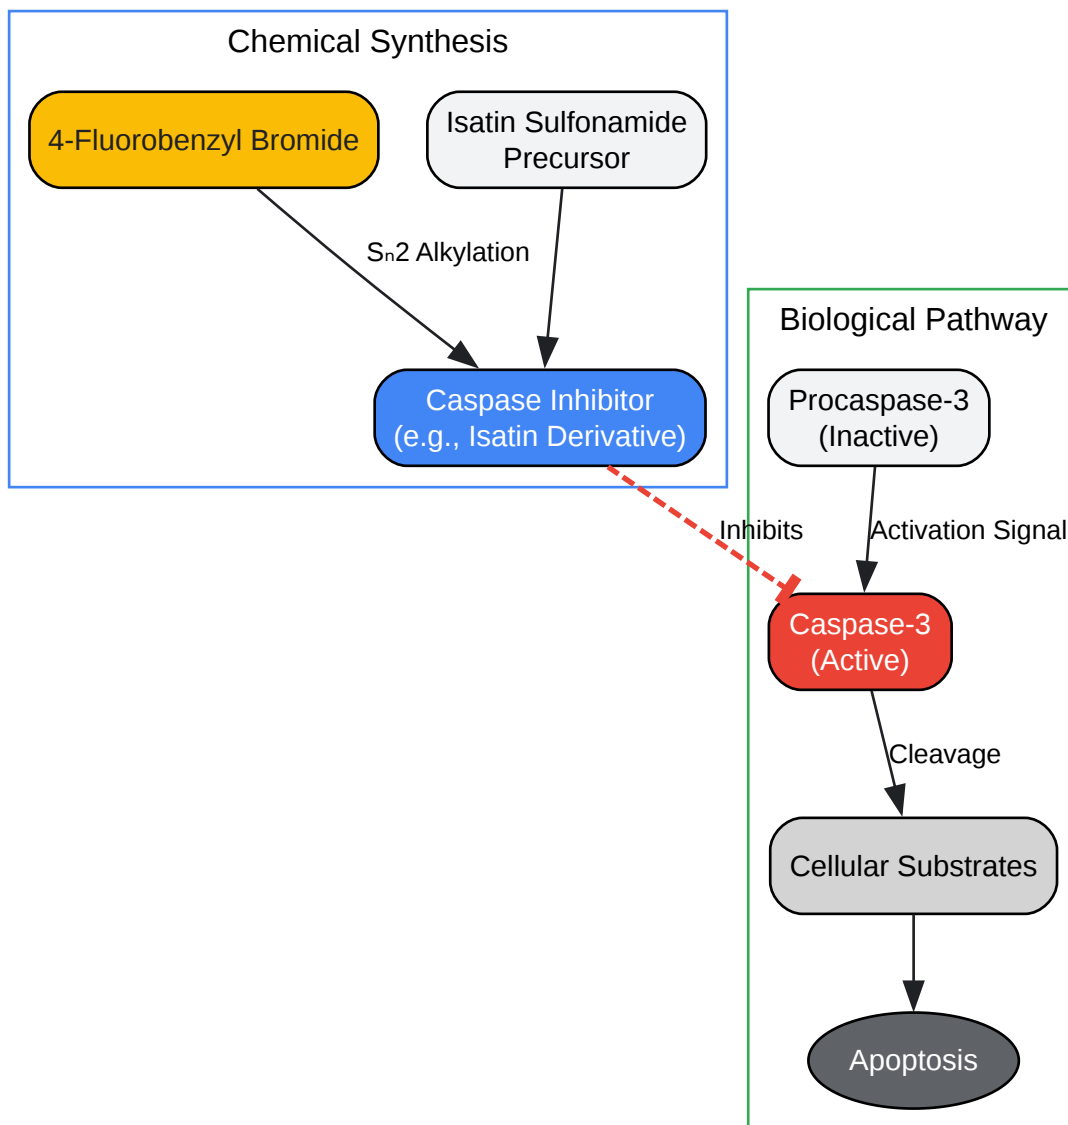 Chemical Synthesis
4-Fluorobenzyl Bromide
Isatin Sulfonamide
Precursor
Sₙ2 Alkylation
Caspase Inhibitor
(e.g., Isatin Derivative)
Biological Pathway
Procaspase-3
(Inactive)
Inhibits
Activation Signal
Caspase-3
(Active)
Cleavage
Cellular Substrates
Apoptosis